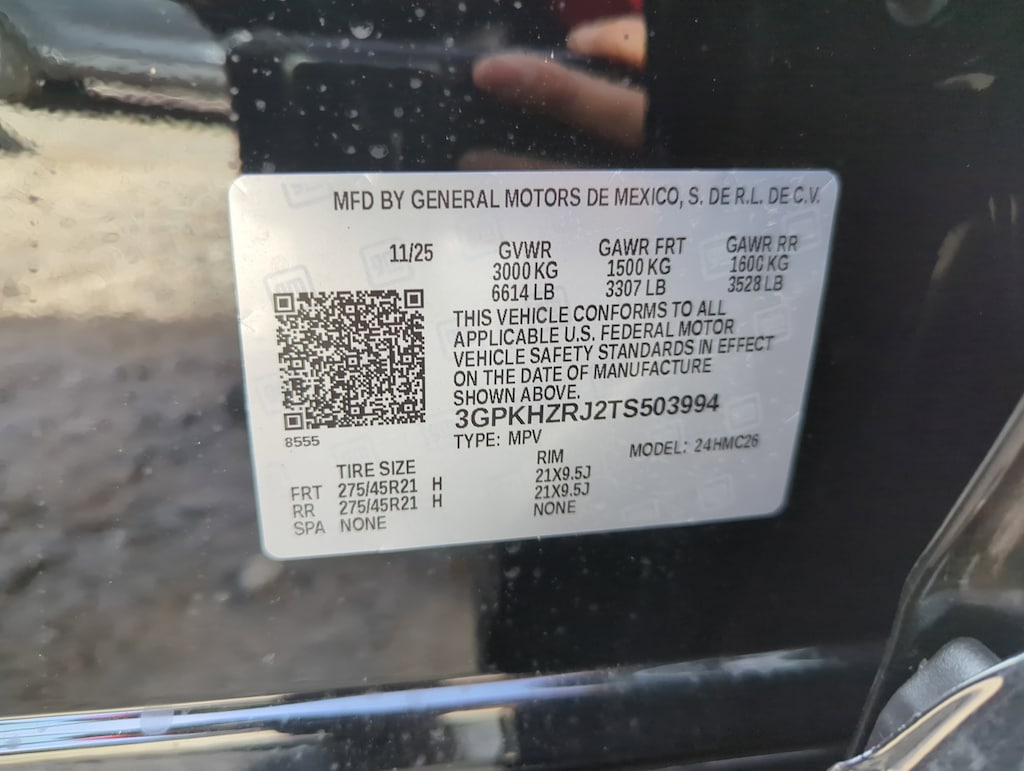 MFD BY GENERAL MOTORS DE MEXICO, S. DE R.L. DE C.V.
11/25 GVWR GAWR FRT GAWR RR
3000 KG 1500 KG 1600 KG
6614 LB 3307 LB 3528 LB
THIS VEHICLE CONFORMS TO ALL
APPLICABLE U.S. FEDERAL MOTOR
VEHICLE SAFETY STANDARDS IN EFFECT
ON THE DATE OF MANUFACTURE
SHOWN ABOVE.
3GPKHZRJ2TS503994
8555
TYPE: MPV MODEL: 24HMC26
TIRE SIZE RIM
FRT 275/45R21 H 21X9.5J
RR 275/45R21 H 21X9.5J
SPA NONE NONE